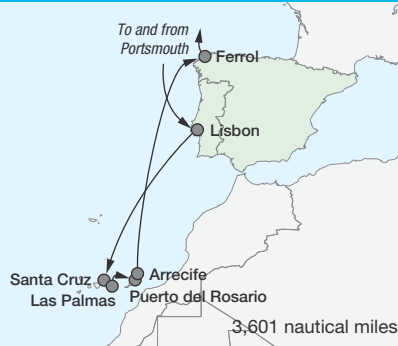 To and from
Portsmouth
Ferrol
Lisbon
Santa Cruz
Arrecife
Las Palmas
Puerto del Rosario
3,601 nautical miles